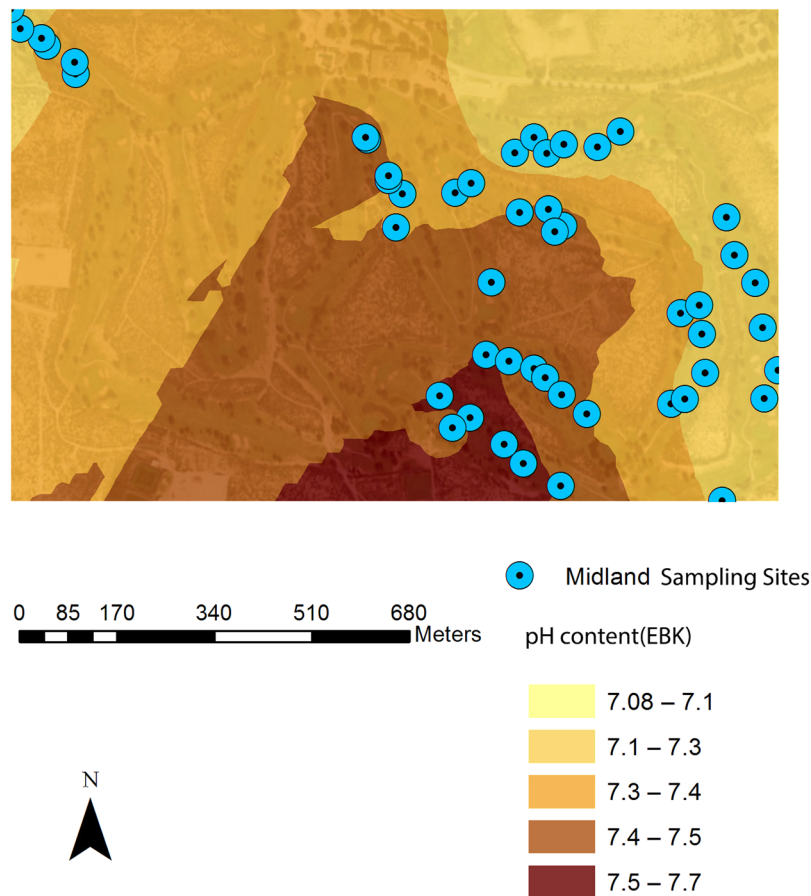 Midland Sampling Sites
0 85 170 340 510 680
Meters
pH content(EBK)
7.08 – 7.1
7.1 – 7.3
7.3 – 7.4
7.4 – 7.5
7.5 – 7.7
N